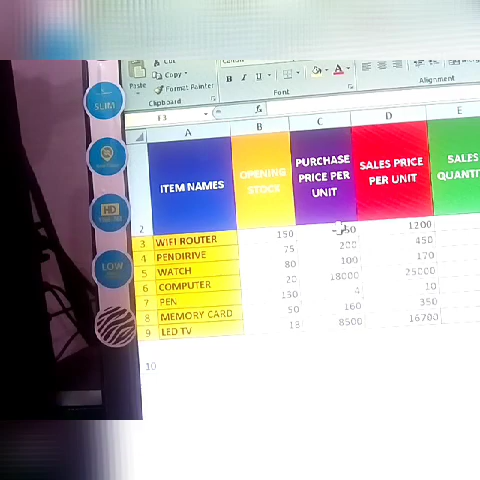 SLIM
HD
LOW
Cut
Copy
Paste
Format Painter
Clipboard
B I U
A
Font
Alignment
F3
fx
A B C D E
ITEM NAMES
OPENING STOCK
PURCHASE PRICE PER UNIT
SALES PRICE PER UNIT
SALES
2
3 WIFI ROUTER 150 1200
4 PENDIRIVE 75 200 450
5 WATCH 80 100 170
6 COMPUTER 20 18000 25000
7 PEN 150 4 10
8 MEMORY CARD 50 160 350
9 LED TV 13 8500 16700
10